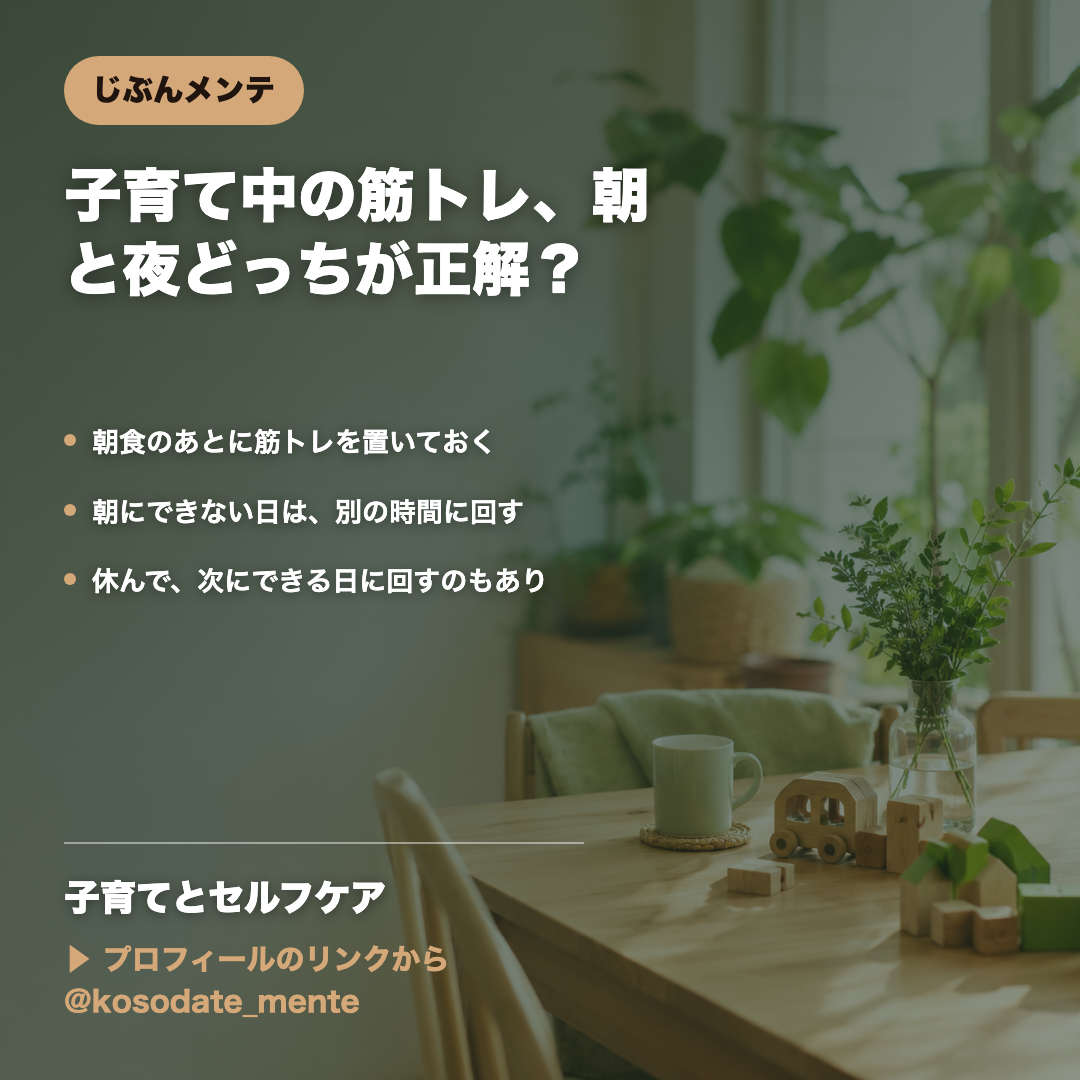 じぶんメンテ
子育て中の筋トレ、朝
と夜どっちが正解？
朝食のあとに筋トレを置いておく
朝にできない日は、別の時間に回す
休んで、次にできる日に回すのもあり
子育てとセルフケア
▶ プロフィールのリンクから
@kosodate_mente